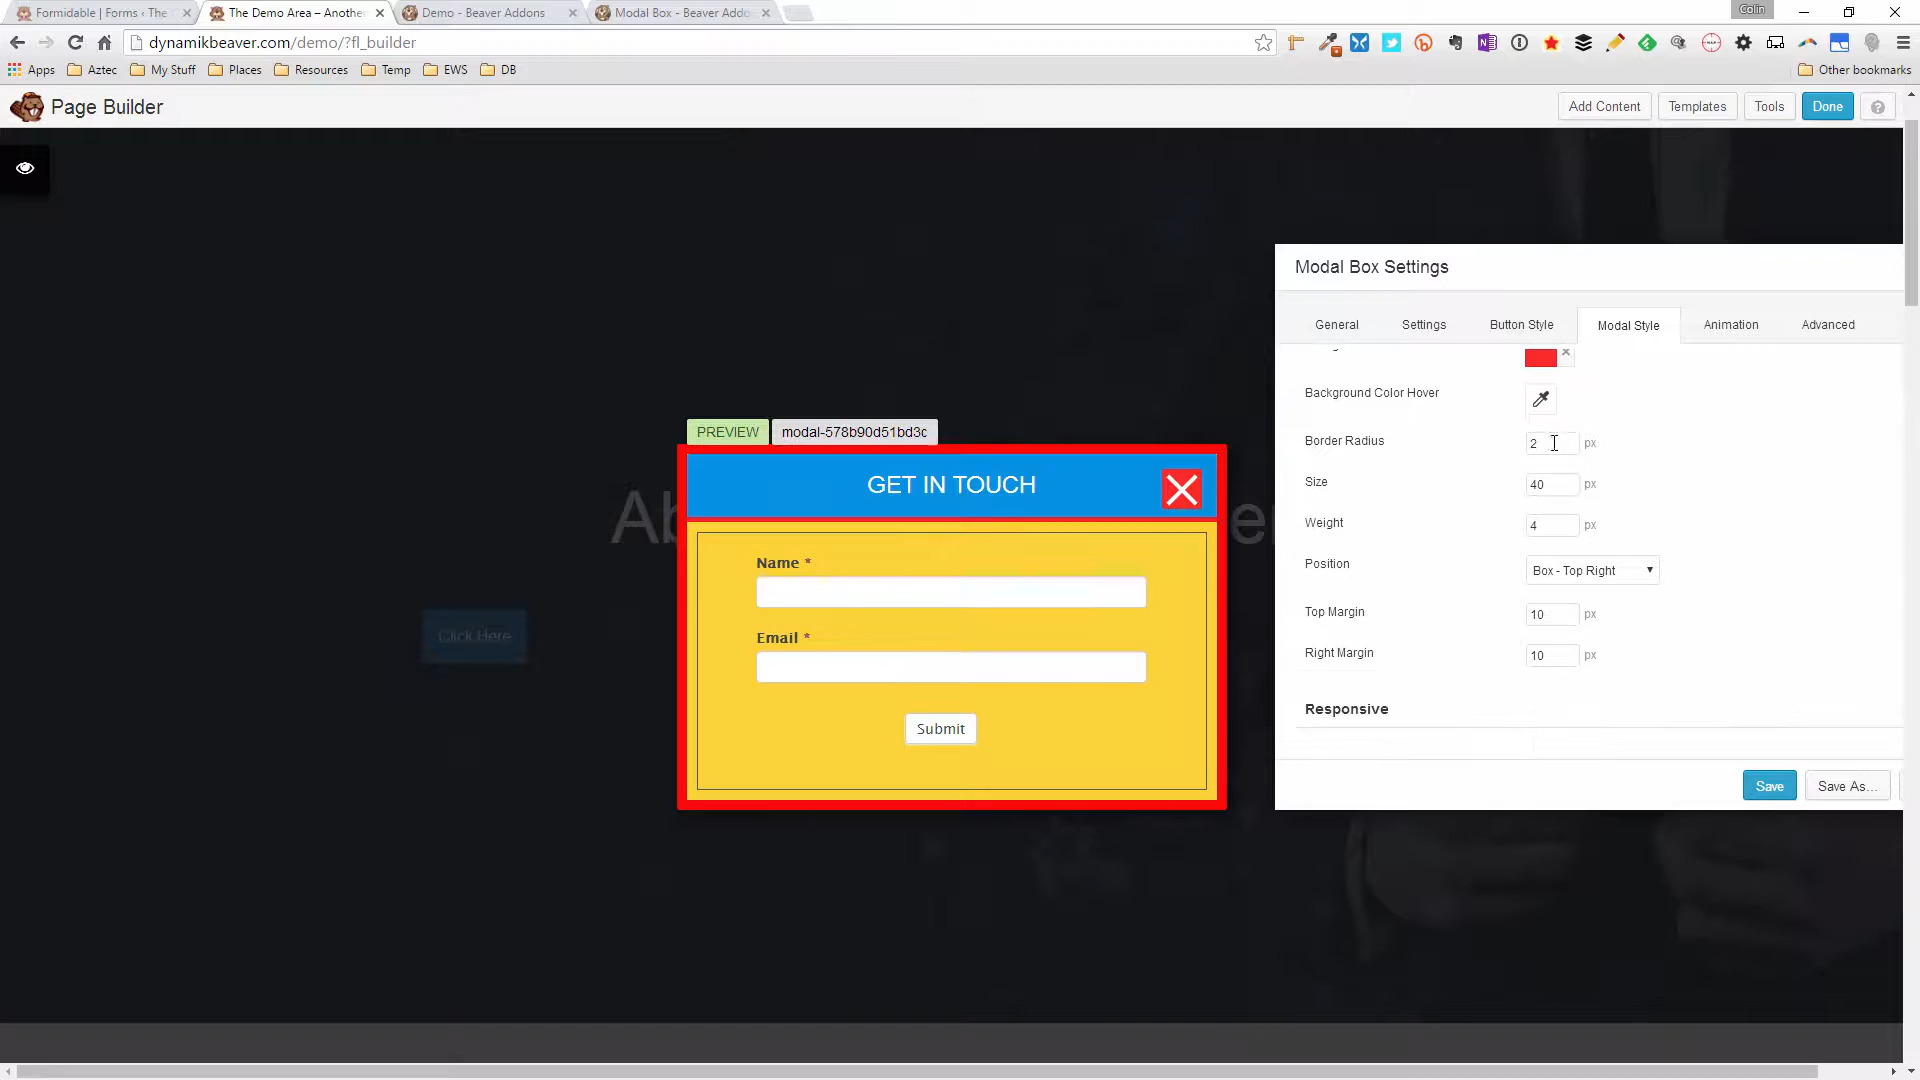 Formidable | Forms ‹ The
The Demo Area – Anothe
Demo - Beaver Addons
Modal Box - Beaver Addo
Colin
dynamikbeaver.com/demo/?fl_builder
Apps
Aztec
My Stuff
Places
Resources
Temp
EWS
DB
Other bookmarks
Page Builder
Add Content
Templates
Tools
Done
?
Modal Box Settings
General
Settings
Button Style
Modal Style
Animation
Advanced
Background Color Hover
Border Radius
2
px
Size
40
px
Weight
4
px
Position
Box - Top Right
Top Margin
10
px
Right Margin
10
px
Responsive
Save
Save As...
PREVIEW
modal-578b90d51bd3c
GET IN TOUCH
Ab
Name *
Email *
Submit
Click Here